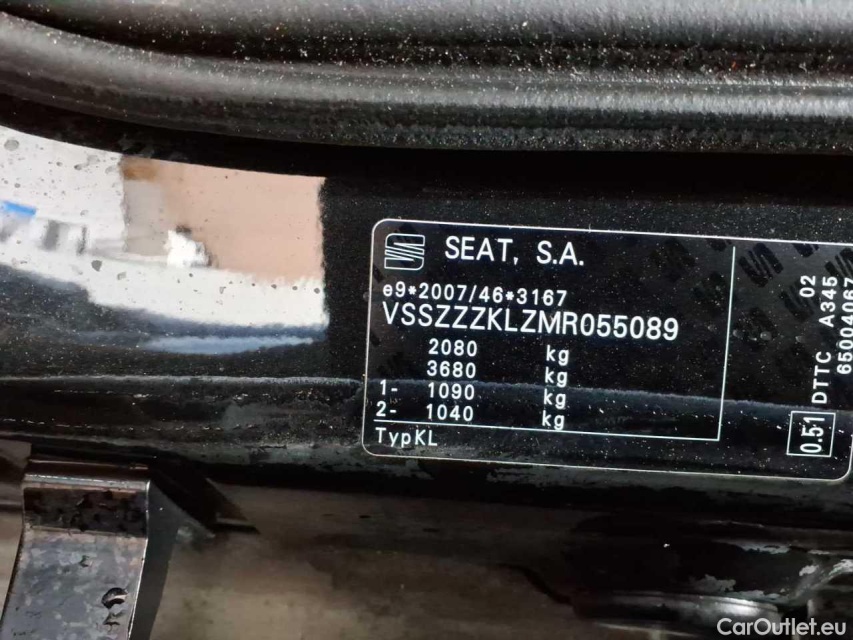 SEAT, S.A.
e9*2007/46*3167
VSSZZZKLZMR055089
2080 kg
3680 kg
1- 1090 kg
2- 1040 kg
TypKL
02
DTTC A345
65004067
0.51
CarOutlet.eu